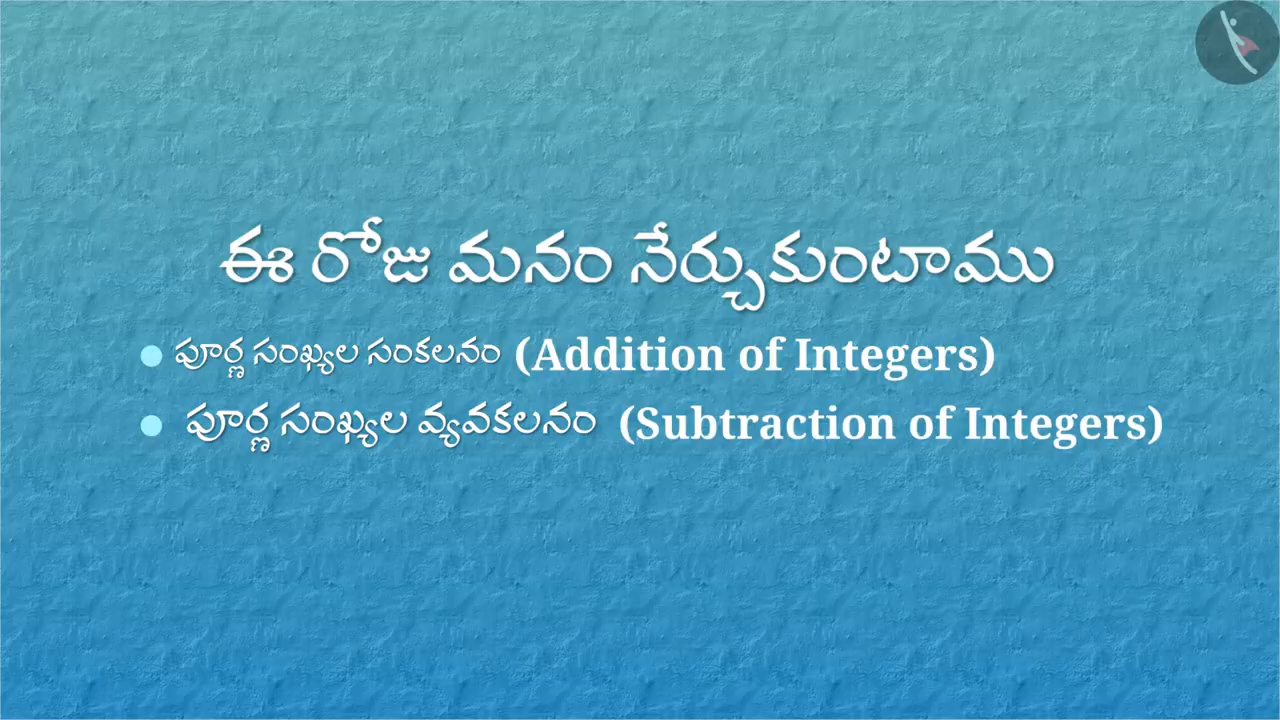 ఈ రోజు మనం నేర్చుకుంటాము
పూర్ణ సంఖ్యల సంకలనం (Addition of Integers)
పూర్ణ సంఖ్యల వ్యవకలనం (Subtraction of Integers)